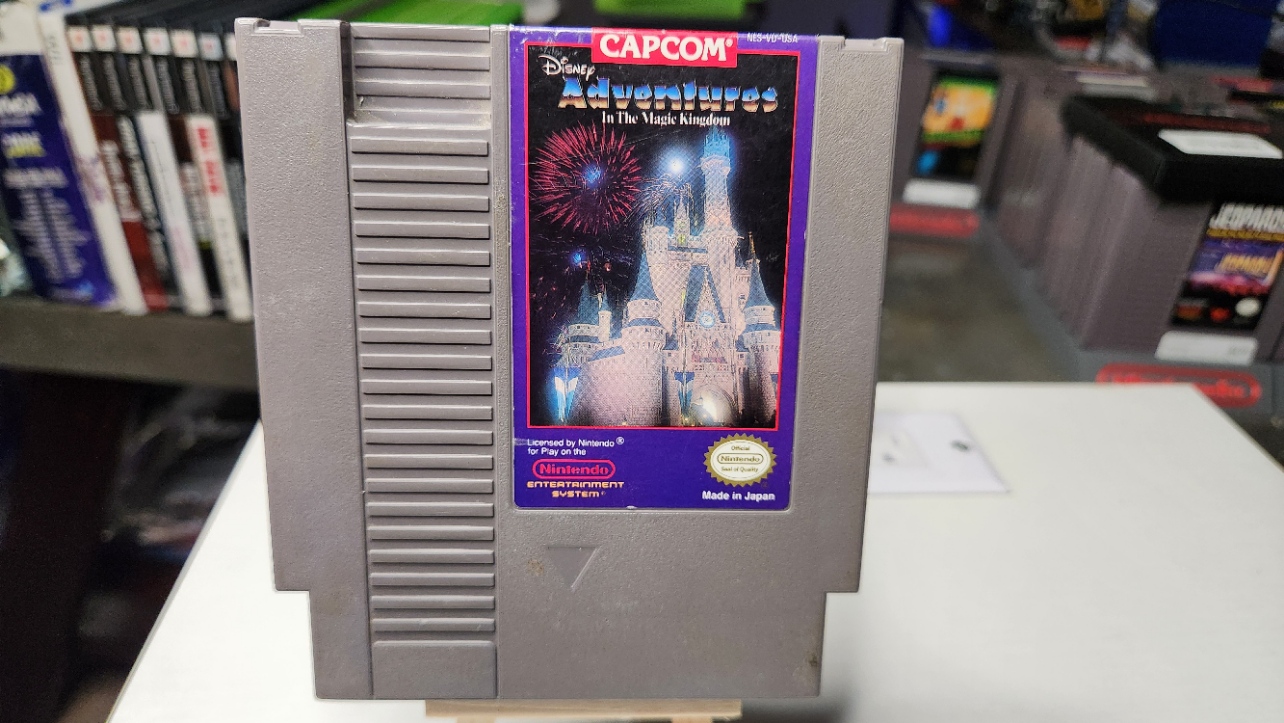 CAPCOM®
NES-VD-USA
Disney
Adventures
In The Magic Kingdom
Licensed by Nintendo®
for Play on the
Nintendo
ENTERTAINMENT
SYSTEM®
Official
Nintendo
Seal of Quality
Made in Japan
JEOPARDY
Nintendo